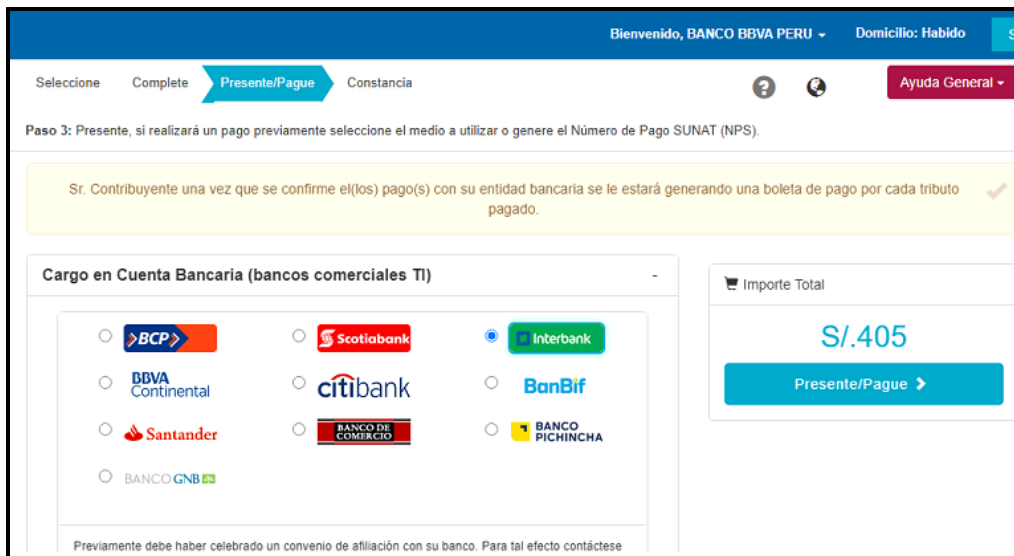 Bienvenido, BANCO BBVA PERU Domicilio: Habido
Seleccione Complete Presente/Pague Constancia ? Ayuda General
Paso 3: Presente, si realizará un pago previamente seleccione el medio a utilizar o genere el Número de Pago SUNAT (NPS).
Sr. Contribuyente una vez que se confirme el(los) pago(s) con su entidad bancaria se le estará generando una boleta de pago por cada tributo
pagado.
Cargo en Cuenta Bancaria (bancos comerciales TI) -
Importe Total
S/.405
Presente/Pague
BCP Scotiabank Interbank
BBVA
Continental
citibank BanBif
Santander
BANCO DE
COMERCIO
BANCO
PICHINCHA
BANCO GNB
Previamente debe haber celebrado un convenio de afiliación con su banco. Para tal efecto contáctese